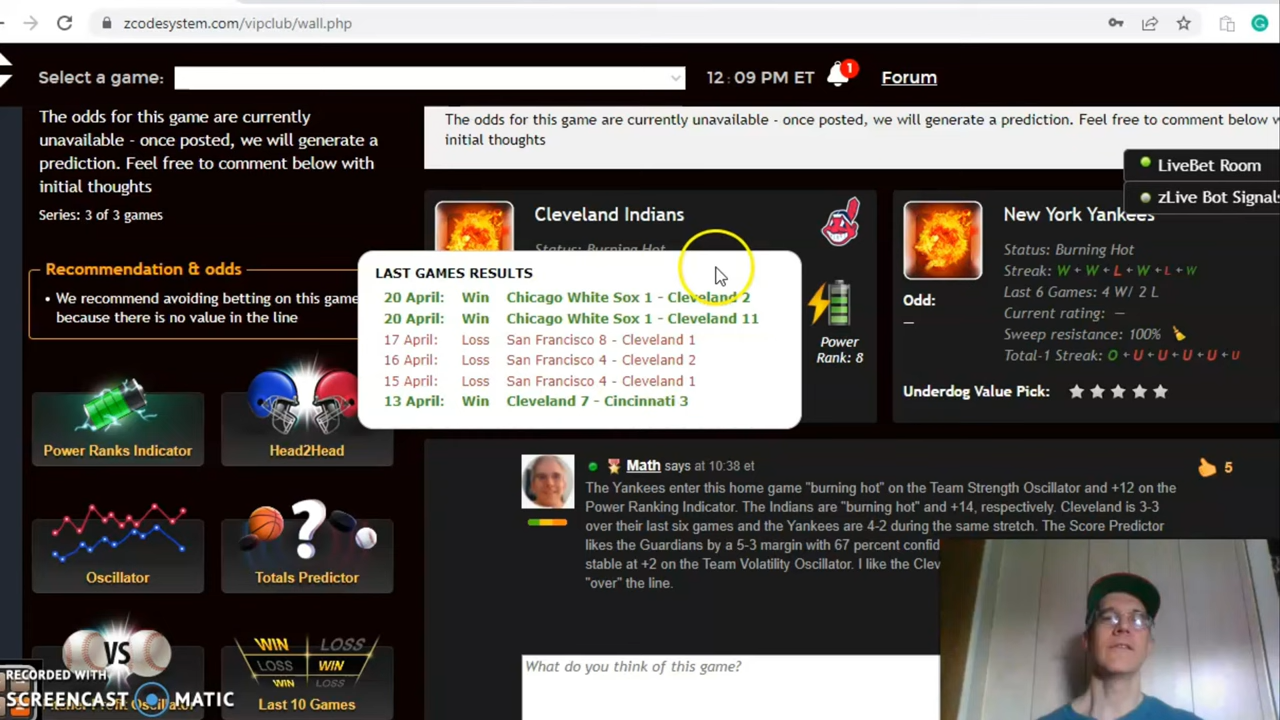 zcodesystem.com/vipclub/wall.php
Select a game:
12:09 PM ET
1
Forum
The odds for this game are currently
unavailable - once posted, we will generate a
prediction. Feel free to comment below with
initial thoughts
Series: 3 of 3 games
Recommendation & odds
• We recommend avoiding betting on this game
because there is no value in the line
Power Ranks Indicator
Head2Head
Oscillator
?
Totals Predictor
VS
WIN LOSS
LOSS WIN
WIN LOSS
Last 10 Games
RECORDED WITH
SCREENCAST MATIC
The odds for this game are currently unavailable - once posted, we will generate a prediction. Feel free to comment below w
initial thoughts
LiveBet Room
zLive Bot Signals
Cleveland Indians
Status: Burning Hot
LAST GAMES RESULTS
20 April: Win Chicago White Sox 1 - Cleveland 2
20 April: Win Chicago White Sox 1 - Cleveland 11
17 April: Loss San Francisco 8 - Cleveland 1
16 April: Loss San Francisco 4 - Cleveland 2
15 April: Loss San Francisco 4 - Cleveland 1
13 April: Win Cleveland 7 - Cincinnati 3
Power
Rank: 8
New York Yankees
Status: Burning Hot
Streak: W + W + L + W + L + W
Odd:
—
Last 6 Games: 4 W/ 2 L
Current rating: —
Sweep resistance: 100%
Total-1 Streak: O + U + U + U + U + U
Underdog Value Pick:
Math says at 10:38 et
5
The Yankees enter this home game "burning hot" on the Team Strength Oscillator and +12 on the
Power Ranking Indicator. The Indians are "burning hot" and +14, respectively. Cleveland is 3-3
over their last six games and the Yankees are 4-2 during the same stretch. The Score Predictor
likes the Guardians by a 5-3 margin with 67 percent confid
stable at +2 on the Team Volatility Oscillator. I like the Clev
"over" the line.
What do you think of this game?